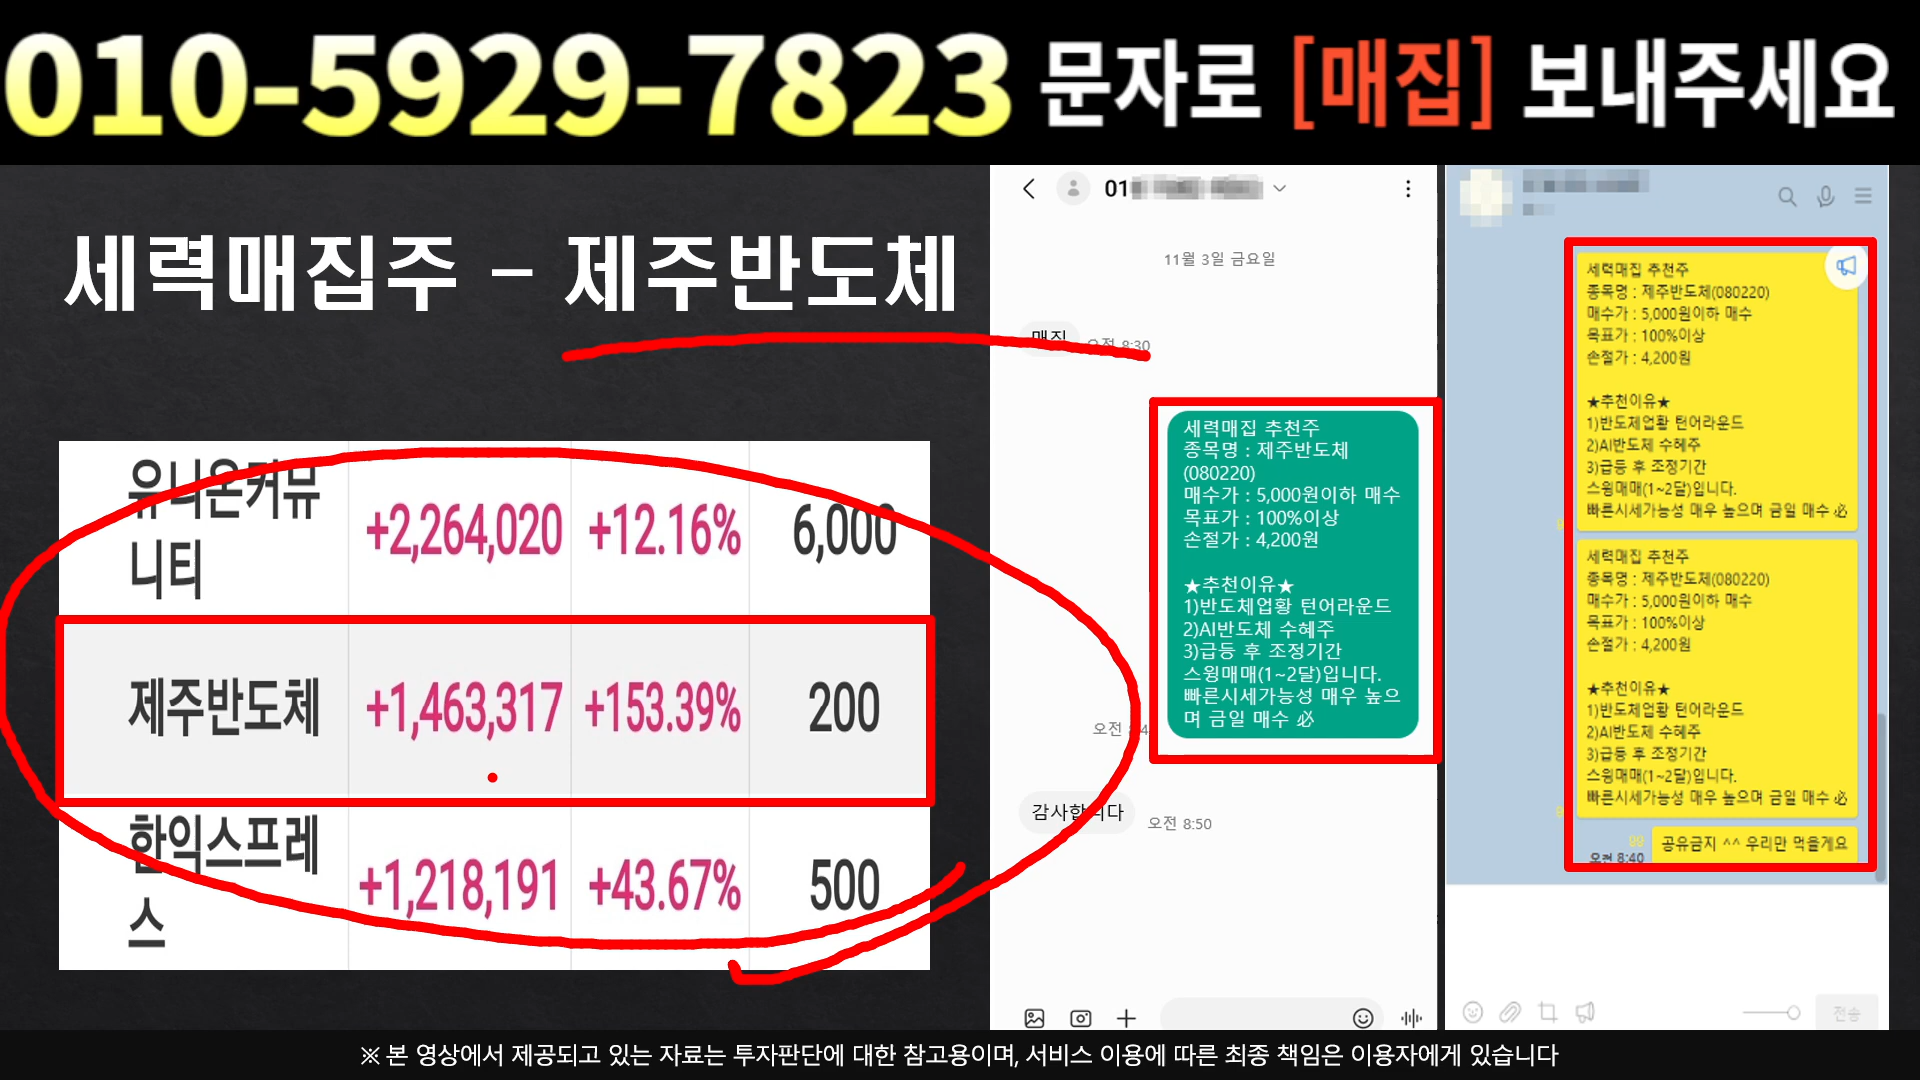 010-5929-7823 문자로 [매집] 보내주세요
세력매집주 - 제주반도체
유니온커뮤
니티
+2,264,020 +12.16% 6,000
제주반도체 +1,463,317 +153.39% 200
한익스프레
스
+1,218,191 +43.67% 500
01
11월 3일 금요일
매집
오전 8:30
세력매집 추천주
종목명 : 제주반도체
(080220)
매수가 : 5,000원이하 매수
목표가 : 100%이상
손절가 : 4,200원
★추천이유★
1)반도체업황 턴어라운드
2)AI반도체 수혜주
3)급등 후 조정기간
스윙매매(1~2달)입니다.
빠른시세가능성 매우 높으
며 금일 매수 必
오전
감사합니다
오전 8:50
세력매집 추천주
종목명 : 제주반도체(080220)
매수가 : 5,000원이하 매수
목표가 : 100%이상
손절가 : 4,200원
★추천이유★
1)반도체업황 턴어라운드
2)AI반도체 수혜주
3)급등 후 조정기간
스윙매매(1~2달)입니다.
빠른시세가능성 매우 높으며 금일 매수 必
세력매집 추천주
종목명 : 제주반도체(080220)
매수가 : 5,000원이하 매수
목표가 : 100%이상
손절가 : 4,200원
★추천이유★
1)반도체업황 턴어라운드
2)AI반도체 수혜주
3)급등 후 조정기간
스윙매매(1~2달)입니다.
빠른시세가능성 매우 높으며 금일 매수 必
오전 8:40
공유금지 ^^ 우리만 먹을게요
전송
※ 본 영상에서 제공되고 있는 자료는 투자판단에 대한 참고용이며, 서비스 이용에 따른 최종 책임은 이용자에게 있습니다